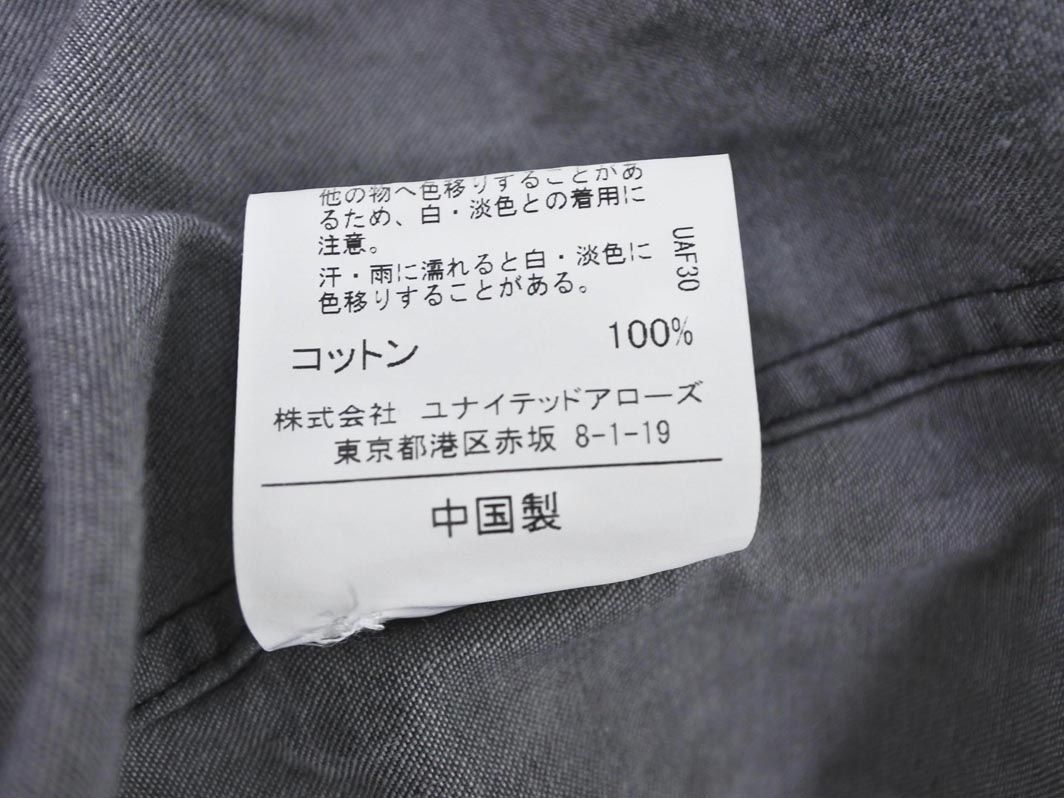 他の物へ色移りすることがあ
るため、白・淡色との着用に
注意。
汗・雨に濡れると白・淡色に
色移りすることがある。
UAF30
コットン 100%
株式会社 ユナイテッドアローズ
東京都港区赤坂 8-1-19
中国製